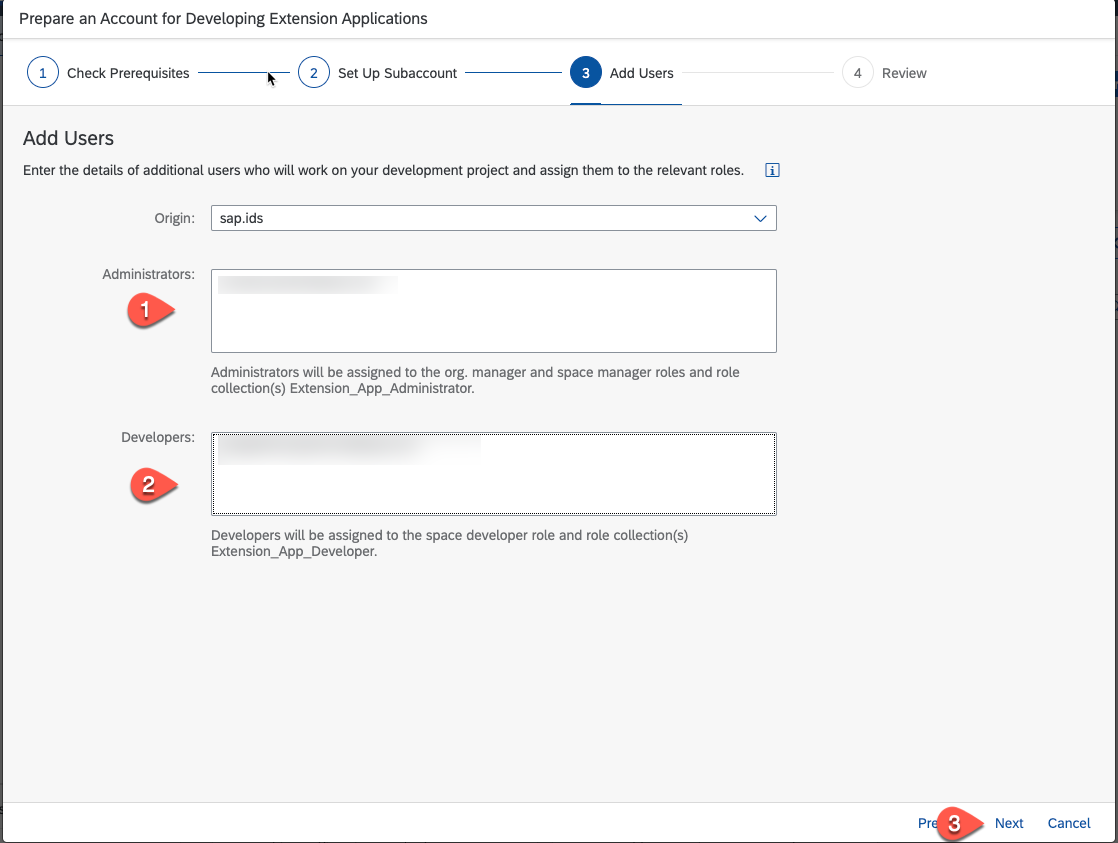 Prepare an Account for Developing Extension Applications
1 Check Prerequisites 2 Set Up Subaccount 3 Add Users 4 Review
Add Users
Enter the details of additional users who will work on your development project and assign them to the relevant roles. i
Origin: sap.ids
Administrators:
1
Administrators will be assigned to the org. manager and space manager roles and role
collection(s) Extension_App_Administrator.
Developers:
2
Developers will be assigned to the space developer role and role collection(s)
Extension_App_Developer.
3 Next Cancel